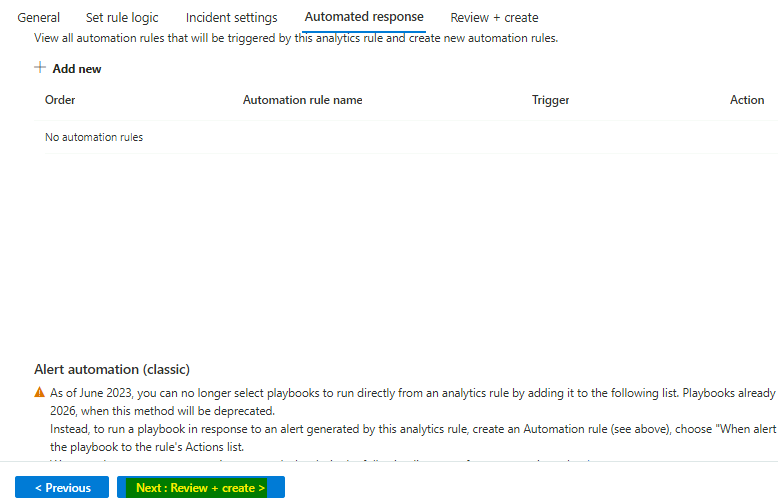 General Set rule logic Incident settings Automated response Review + create
View all automation rules that will be triggered by this analytics rule and create new automation rules.
+ Add new
Order Automation rule name Trigger Action
No automation rules
Alert automation (classic)
As of June 2023, you can no longer select playbooks to run directly from an analytics rule by adding it to the following list. Playbooks already
2026, when this method will be deprecated.
Instead, to run a playbook in response to an alert generated by this analytics rule, create an Automation rule (see above), choose "When alert
the playbook to the rule's Actions list.
< Previous Next : Review + create >